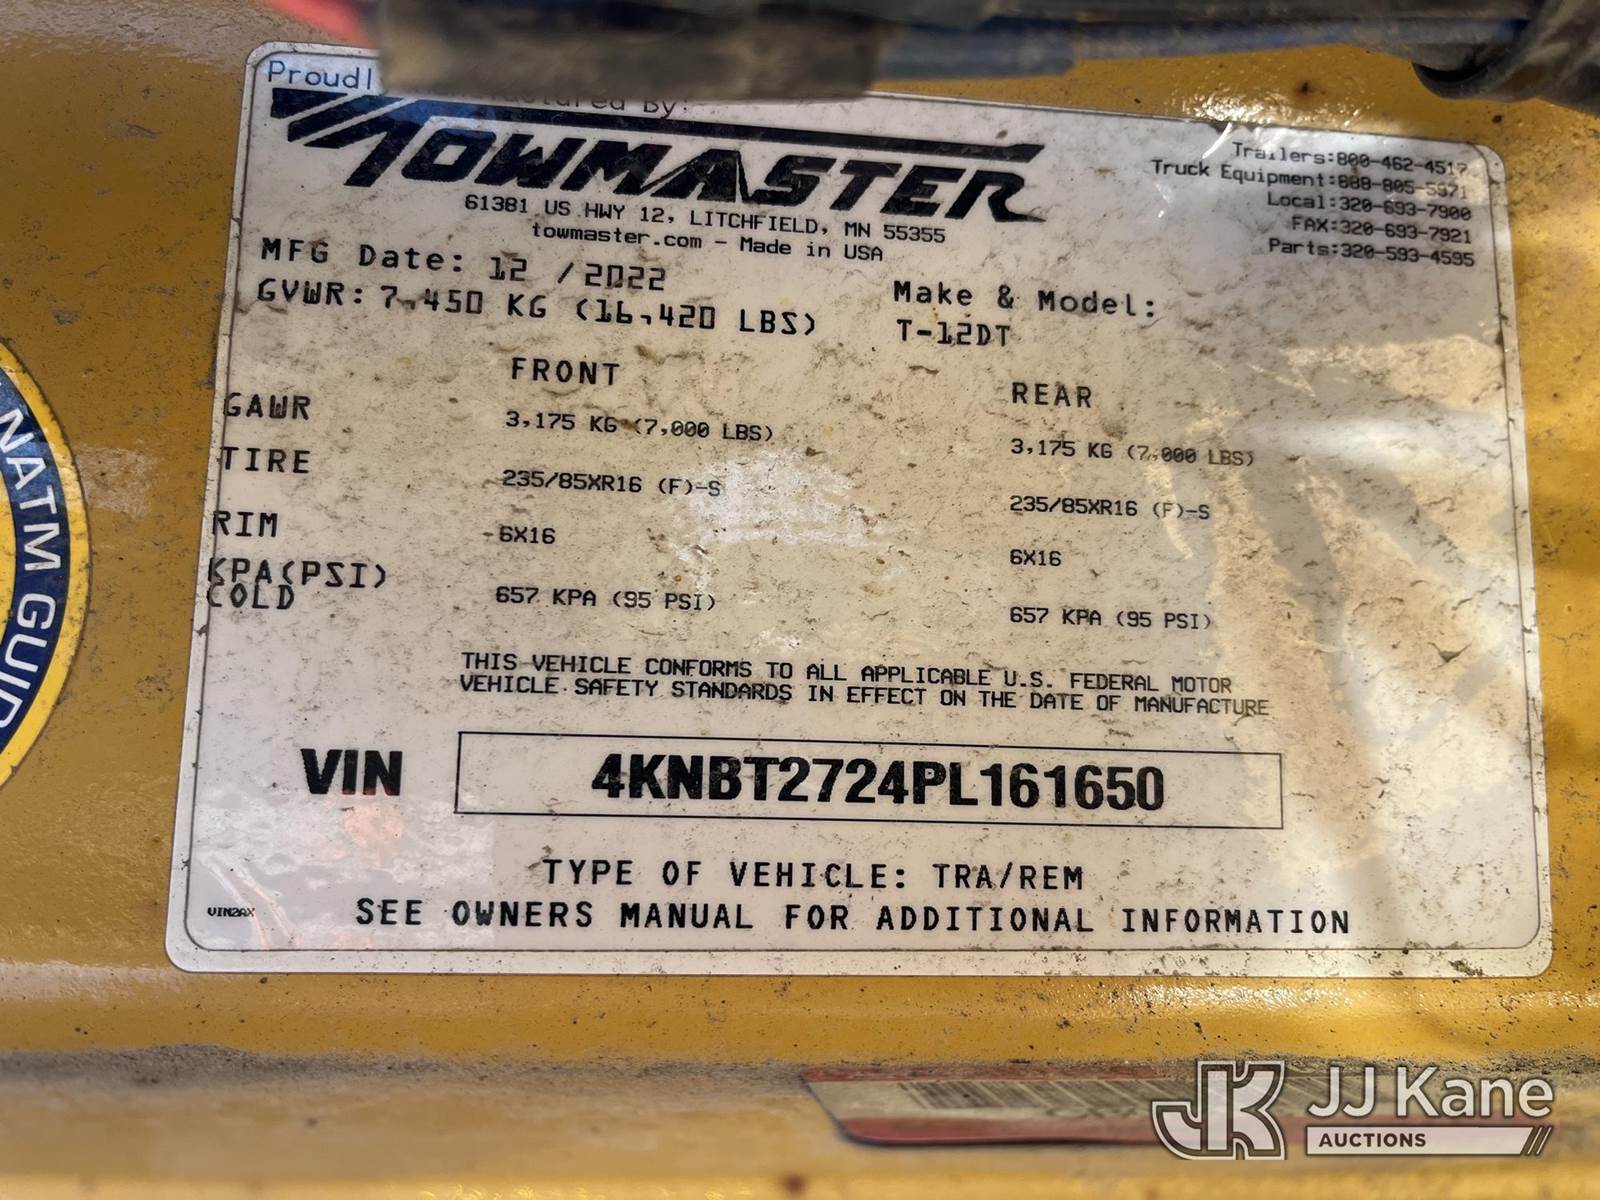 Proudl
By:
TOWMASTER
61381 US HWY 12, LITCHFIELD, MN 55355
towmaster.com - Made in USA
Trailers:800-462-4517
Truck Equipment:888-805-5971
Local:320-693-7900
FAX:320-693-7921
Parts:320-593-4595
MFG Date: 12 /2022
GVWR: 7,450 KG (16,420 LBS)
Make & Model:
T-12DT
FRONT REAR
GAWR 3,175 KG (7,000 LBS) 3,175 KG (7,000 LBS)
TIRE 235/85XR16 (F)-S 235/85XR16 (F)-S
RIM 6X16 6X16
KPA(PSI)
COLD 657 KPA (95 PSI) 657 KPA (95 PSI)
THIS VEHICLE CONFORMS TO ALL APPLICABLE U.S. FEDERAL MOTOR
VEHICLE SAFETY STANDARDS IN EFFECT ON THE DATE OF MANUFACTURE
VIN 4KNBT2724PL161650
TYPE OF VEHICLE: TRA/REM
VIN2AX
SEE OWNERS MANUAL FOR ADDITIONAL INFORMATION
NATM GUID
JK JJ Kane
AUCTIONS